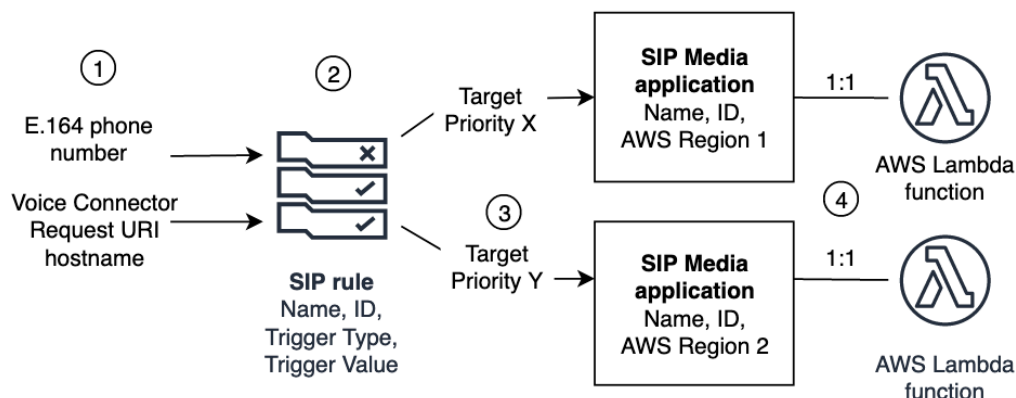 1
E.164 phone
number
Voice Connector
Request URI
hostname
2
SIP rule
Name, ID,
Trigger Type,
Trigger Value
Target
Priority X
3
Target
Priority Y
SIP Media
application
Name, ID,
AWS Region 1
1:1
AWS Lambda
function
4
SIP Media
application
Name, ID,
AWS Region 2
1:1
AWS Lambda
function